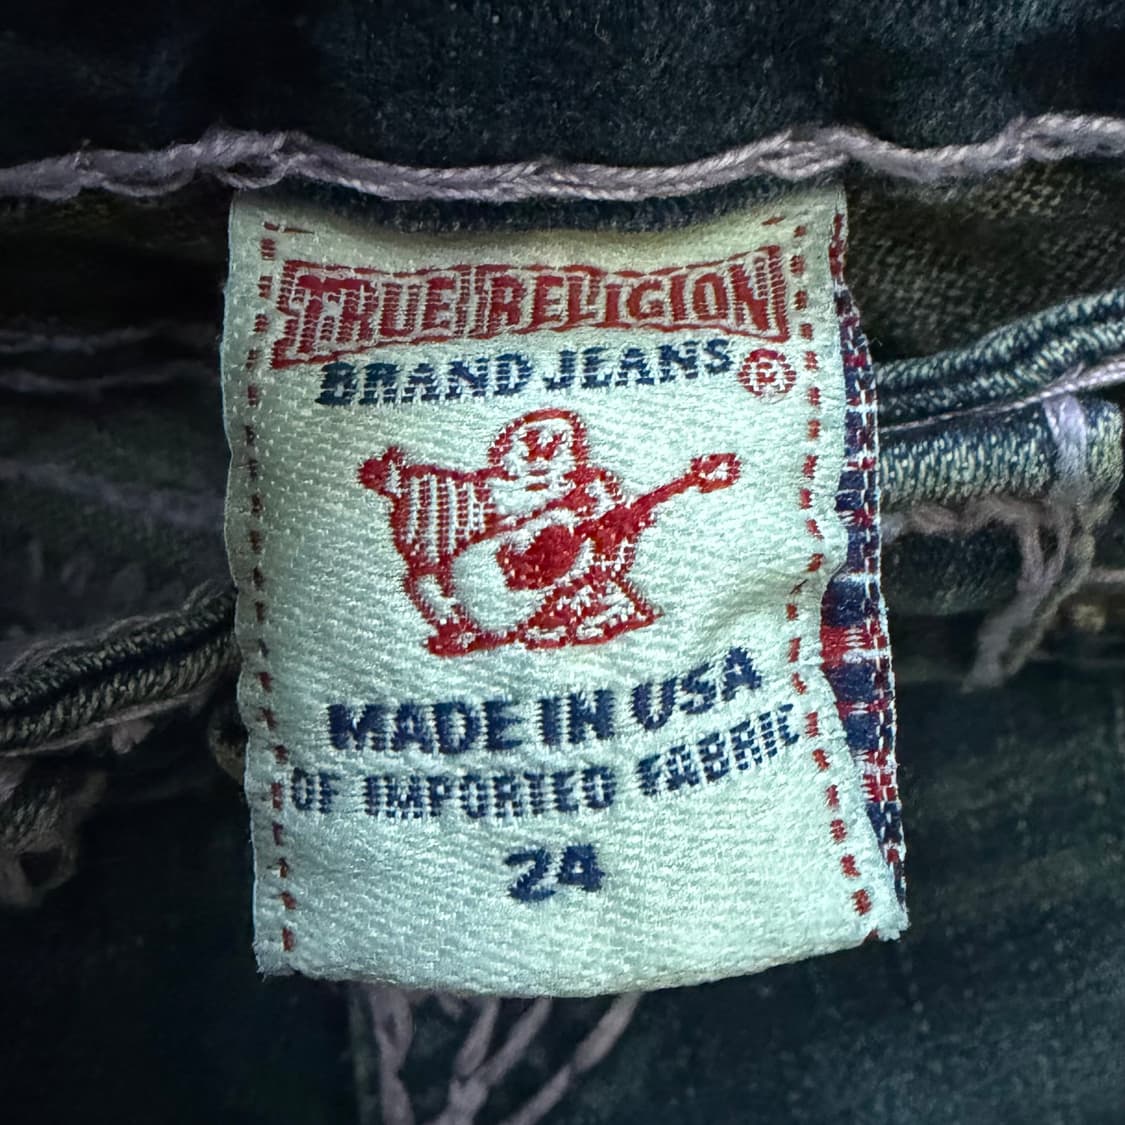 TRUE RELIGION
BRAND JEANS ®
MADE IN USA
OF IMPORTED FABRIC
24